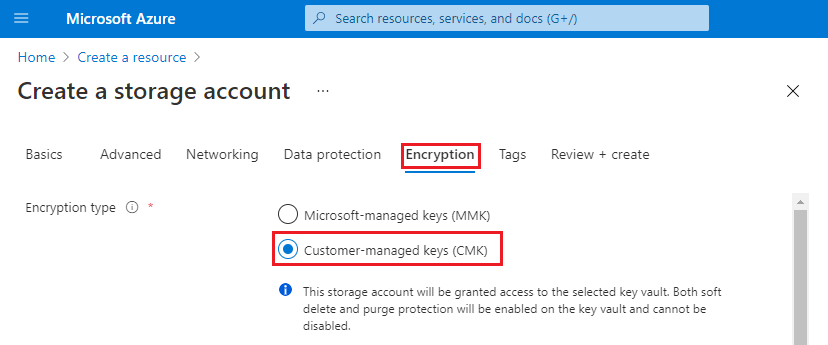 Microsoft Azure
Search resources, services, and docs (G+/)
Home > Create a resource >
Create a storage account ...
Basics Advanced Networking Data protection Encryption Tags Review + create
Encryption type * Microsoft-managed keys (MMK)
Customer-managed keys (CMK)
This storage account will be granted access to the selected key vault. Both soft
delete and purge protection will be enabled on the key vault and cannot be
disabled.